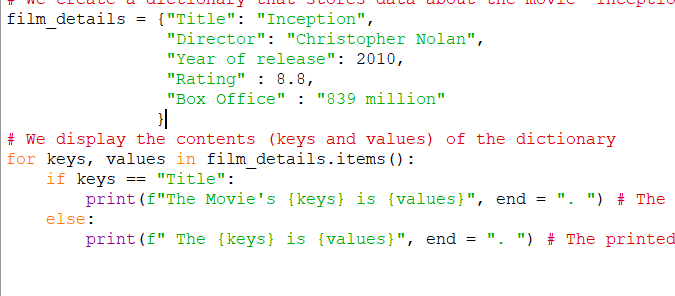 # We create a dictionary that stores data about the movie "Inceptio
film_details = {"Title": "Inception",
"Director": "Christopher Nolan",
"Year of release": 2010,
"Rating" : 8.8,
"Box Office" : "839 million"
}
# We display the contents (keys and values) of the dictionary
for keys, values in film_details.items():
if keys == "Title":
print(f"The Movie's {keys} is {values}", end = ". ") # The
else:
print(f" The {keys} is {values}", end = ". ") # The printed